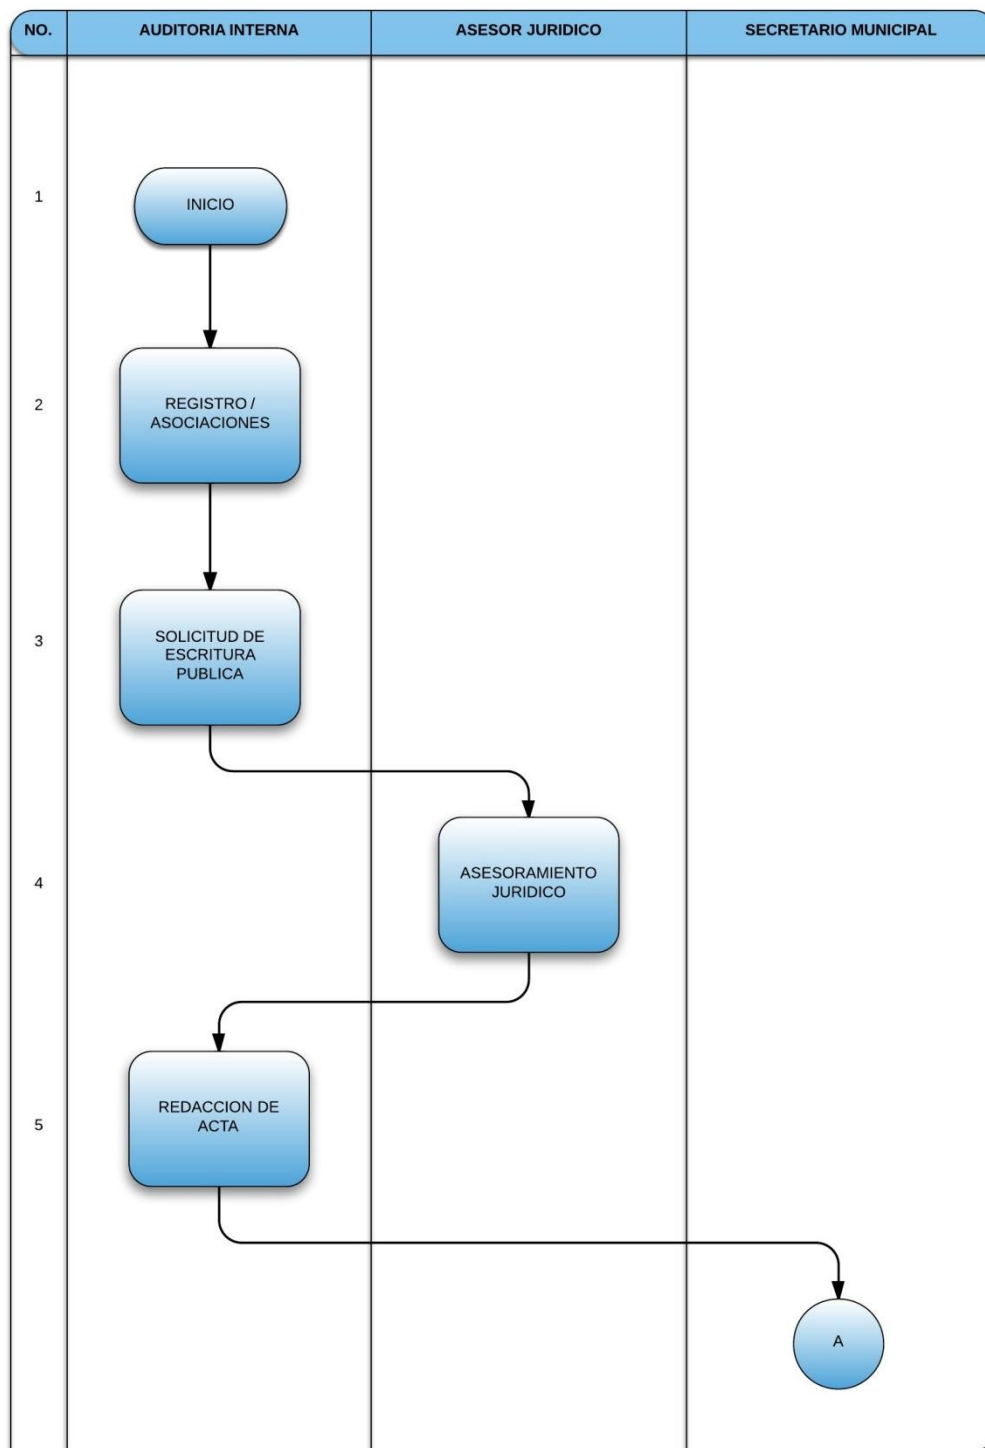 NO. AUDITORIA INTERNA ASESOR JURIDICO SECRETARIO MUNICIPAL
1
INICIO
2
REGISTRO /
ASOCIACIONES
3
SOLICITUD DE
ESCRITURA
PUBLICA
4
ASESORAMIENTO
JURIDICO
5
REDACCION DE
ACTA
A